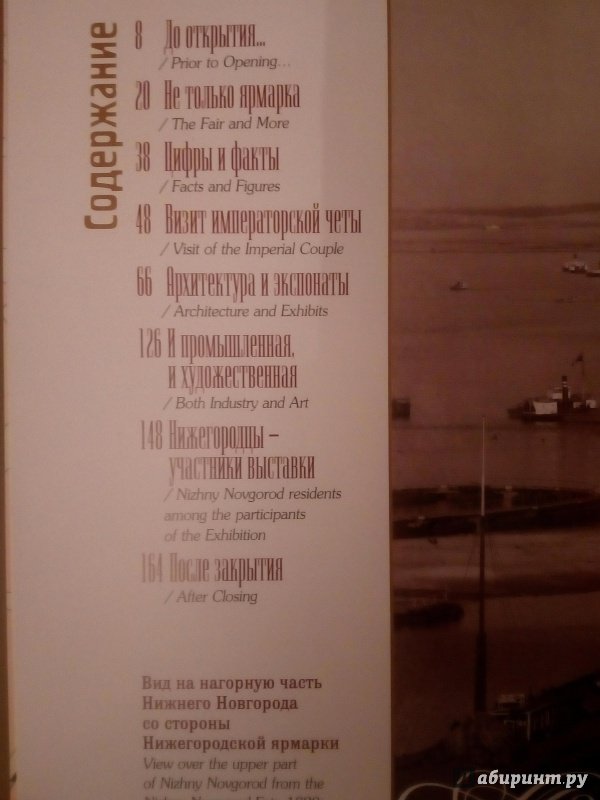 Содержание
8 До открытия...
/ Prior to Opening...
20 Не только ярмарка
/ The Fair and More
38 Цифры и факты
/ Facts and Figures
48 Визит императорской четы
/ Visit of the Imperial Couple
66 Архитектура и экспонаты
/ Architecture and Exhibits
126 И промышленная,
и художественная
/ Both Industry and Art
148 Нижегородцы –
участники выставки
/ Nizhny Novgorod residents
among the participants
of the Exhibition
164 После закрытия
/ After Closing
Вид на нагорную часть
Нижнего Новгорода
со стороны
Нижегородской ярмарки
View over the upper part
of Nizhny Novgorod from the
абиринт.ру